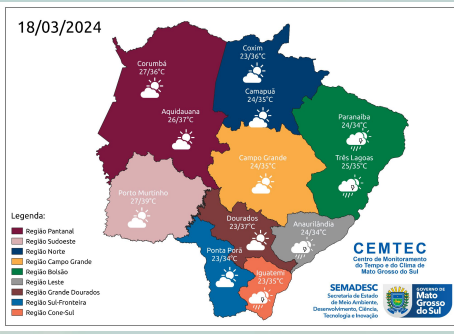 18/03/2024
Corumbá
27/36°C
Coxim
23/36°C
Camapuã
24/35°C
Aquidauana
26/37°C
Paranaíba
24/34°C
Três Lagoas
25/35°C
Campo Grande
24/35°C
Porto Murtinho
27/39°C
Dourados
23/37°C
Anaurilândia
24/34°C
Ponta Porã
23/34°C
Iguatemi
23/35°C
Legenda:
Região Pantanal
Região Sudoeste
Região Norte
Região Campo Grande
Região Bolsão
Região Leste
Região Grande Dourados
Região Sul-Fronteira
Região Cone-Sul
CEMTEC
Centro de Monitoramento
do Tempo e do Clima de
Mato Grosso do Sul
SEMADESC
Secretaria de Estado
de Meio Ambiente,
Desenvolvimento, Ciência,
Tecnologia e Inovação
GOVERNO DE
Mato
Grosso
do Sul